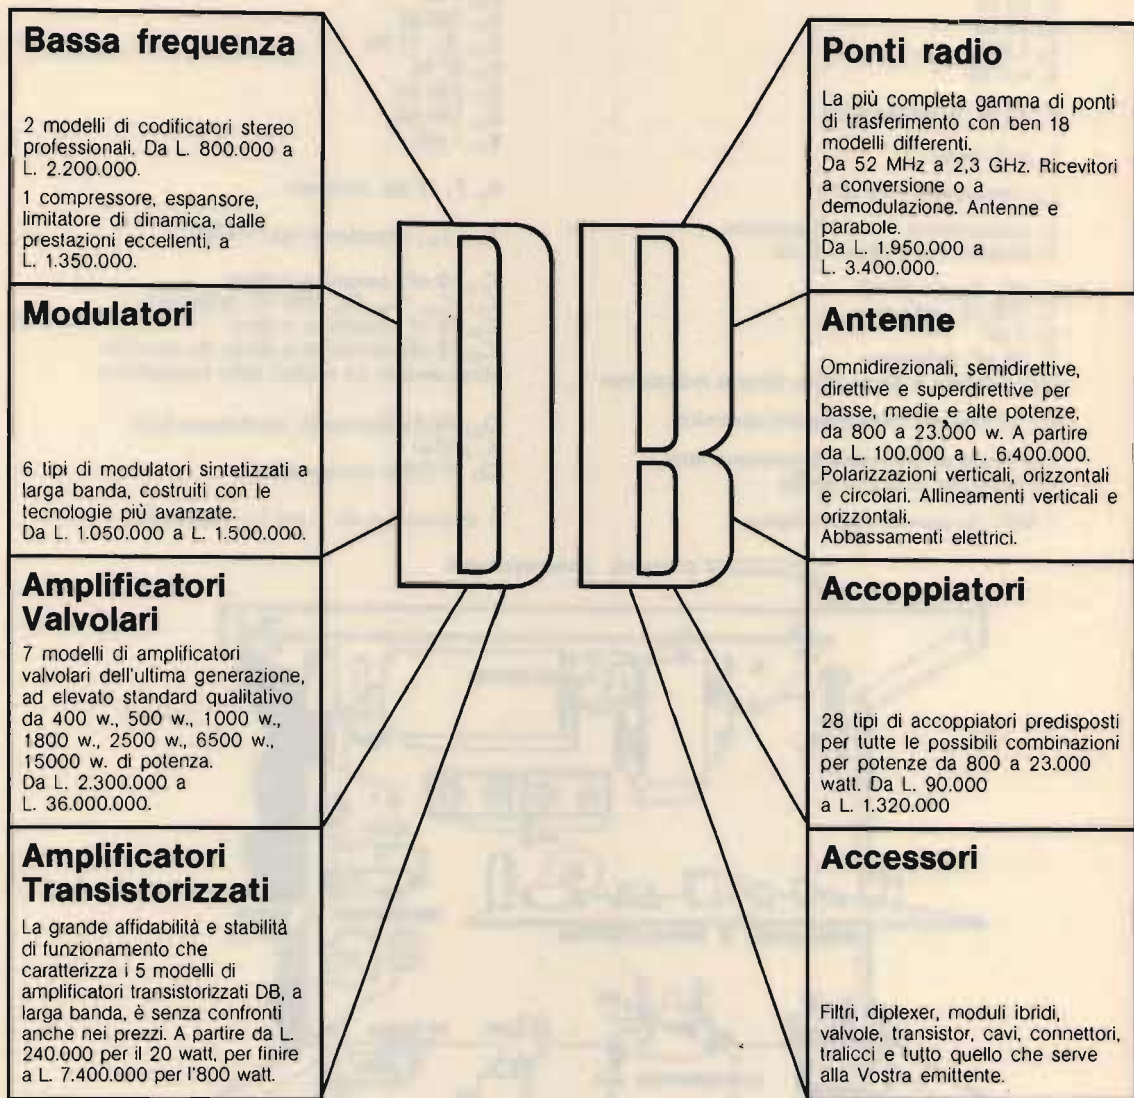 Bassa frequenza
2 modelli di codificatori stereo
professionali. Da L. 800.000 a
L. 2.200.000.
1 compressore, espansore,
limitatore di dinamica, dalle
prestazioni eccellenti, a
L. 1.350.000.
Modulatori
6 tipi di modulatori sintetizzati a
larga banda, costruiti con le
tecnologie più avanzate.
Da L. 1.050.000 a L. 1.500.000.
Amplificatori
Valvolari
7 modelli di amplificatori
valvolari dell'ultima generazione,
ad elevato standard qualitativo
da 400 w., 500 w., 1000 w.,
1800 w., 2500 w., 6500 w.,
15000 w. di potenza.
Da L. 2.300.000 a
L. 36.000.000.
Amplificatori
Transistorizzati
La grande affidabilità e stabilità
di funzionamento che
caratterizza i 5 modelli di
amplificatori transistorizzati DB, a
larga banda, è senza confronti
anche nei prezzi. A partire da L.
240.000 per il 20 watt, per finire
a L. 7.400.000 per l'800 watt.
DB
Ponti radio
La più completa gamma di ponti
di trasferimento con ben 18
modelli differenti.
Da 52 MHz a 2,3 GHz. Ricevitori
a conversione o a
demodulazione. Antenne e
parabole.
Da L. 1.950.000 a
L. 3.400.000.
Antenne
Omnidirezionali, semidirettive,
direttive e superdirettive per
basse, medie e alte potenze,
da 800 a 23.000 w. A partire
da L. 100.000 a L. 6.400.000.
Polarizzazioni verticali, orizzontali
e circolari. Allineamenti verticali e
orizzontali.
Abbassamenti elettrici.
Accoppiatori
28 tipi di accoppiatori predisposti
per tutte le possibili combinazioni
per potenze da 800 a 23.000
watt. Da L. 90.000
a L. 1.320.000
Accessori
Filtri, diplexer, moduli ibridi,
valvole, transistor, cavi, connettori,
tralicci e tutto quello che serve
alla Vostra emittente.